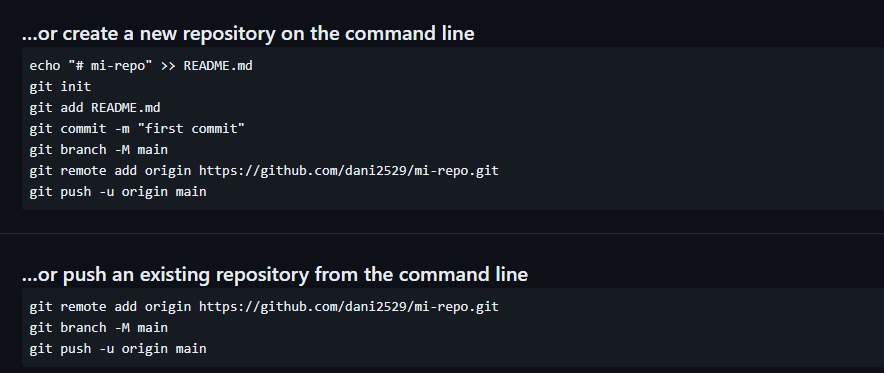 ...or create a new repository on the command line
echo "# mi-repo" >> README.md
git init
git add README.md
git commit -m "first commit"
git branch -M main
git remote add origin https://github.com/dani2529/mi-repo.git
git push -u origin main
...or push an existing repository from the command line
git remote add origin https://github.com/dani2529/mi-repo.git
git branch -M main
git push -u origin main